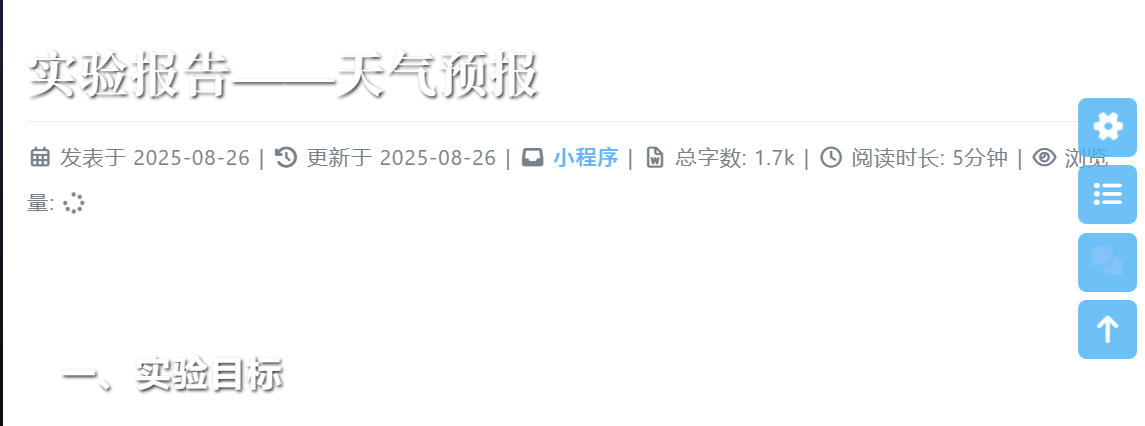 实验报告——天气预报
发表于 2025-08-26 | 更新于 2025-08-26 | 小程序 | 总字数: 1.7k | 阅读时长: 5分钟 | 浏览
量:
一、实验目标